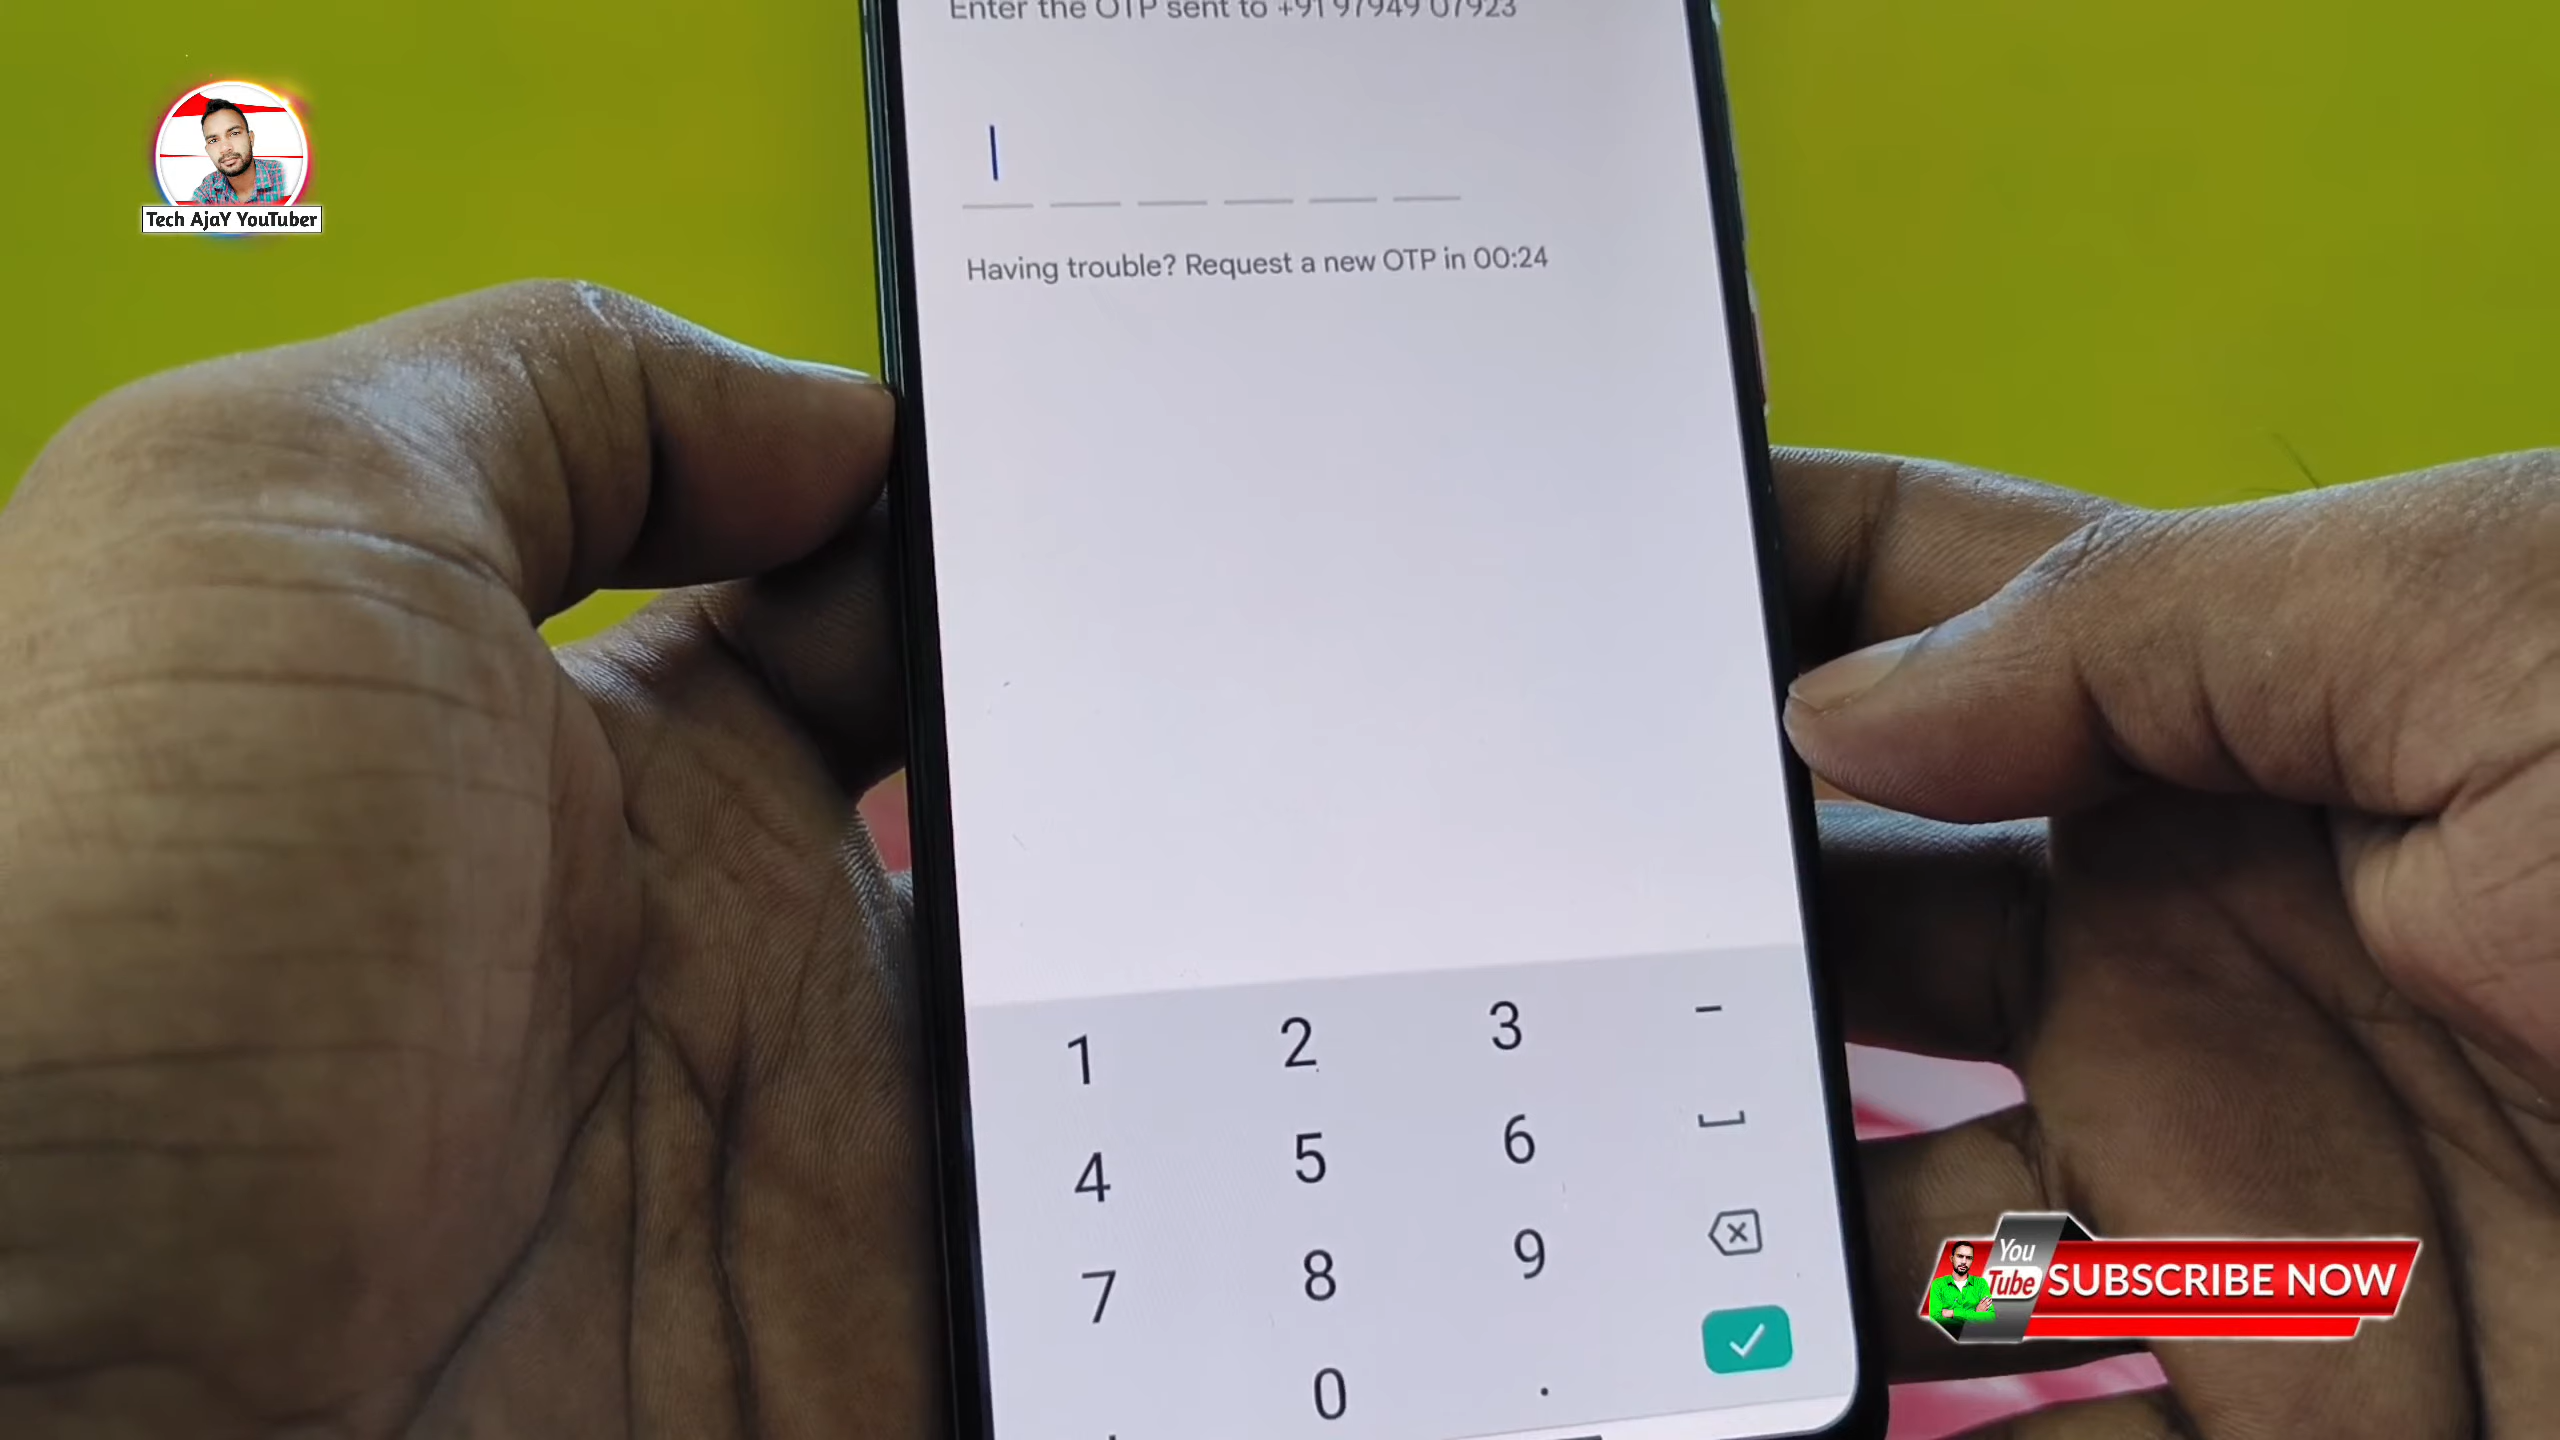 Enter the OTP sent to +91 97949 07923
Tech AjaY YouTuber
Having trouble? Request a new OTP in 00:24
1 2 3 -
4 5 6
7 8 9
0 .
You
Tube
SUBSCRIBE NOW